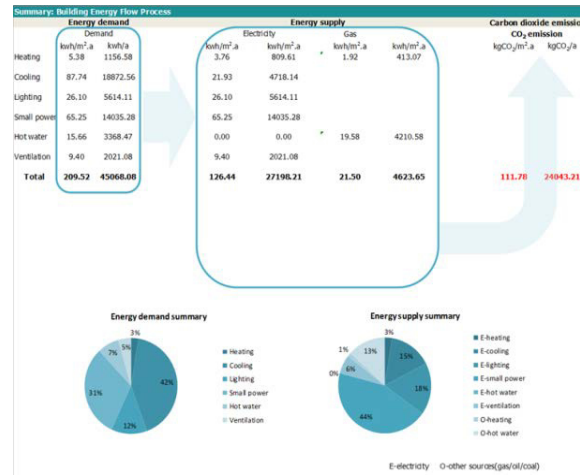 Summary: Building Energy Flow Process
Energy demand Energy supply Carbon dioxide emission
Demand Electricity Gas CO2 emission
kwh/m².a kwh/a kwh/m².a kwh/a kwh/m².a kwh/a kgCO2/m².a kgCO2/a
Heating 5.38 1156.58 3.76 809.61 1.92 413.07
Cooling 87.74 18872.56 21.93 4718.14
Lighting 26.10 5614.11 26.10 5614.11
Small power 65.25 14035.28 65.25 14035.28
Hot water 15.66 3368.47 0.00 0.00 19.58 4210.58
Ventilation 9.40 2021.08 9.40 2021.08
Total 209.52 45068.08 126.44 27198.21 21.50 4623.65 111.78 24043.21
Energy demand summary
3%
42%
12%
31%
7%
5%
Heating
Cooling
Lighting
Small power
Hot water
Ventilation
Energy supply summary
3%
15%
18%
44%
0%
6%
1%
13%
E-heating
E-cooling
E-lighting
E-small power
E-hot water
E-ventilation
O-heating
O-hot water
E-electricity O-other sources(gas/oil/coal)